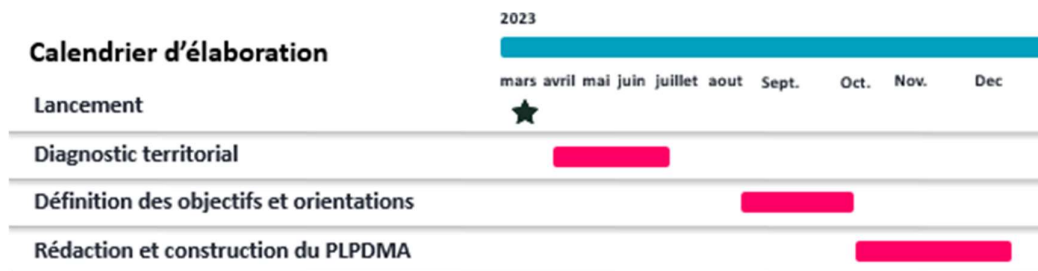 2023
Calendrier d’élaboration
mars avril mai juin juillet aout Sept. Oct. Nov. Dec
Lancement
Diagnostic territorial
Définition des objectifs et orientations
Rédaction et construction du PLPDMA